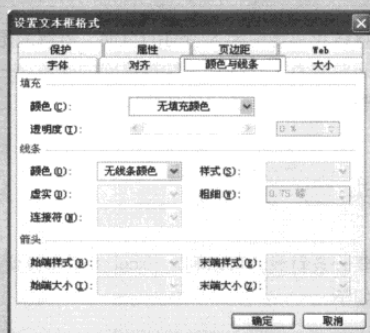 设置文本框格式
保护 属性 页边距 Web
字体 对齐 颜色与线条 大小
填充
颜色(C): 无填充颜色
透明度(T): 0 %
线条
颜色(O): 无线条颜色 样式(S):
虚实(D): 粗细(W): 0.75 磅
连接符(N):
箭头
始端样式(B): 末端样式(E):
始端大小(I): 末端大小(Z):
确定 取消